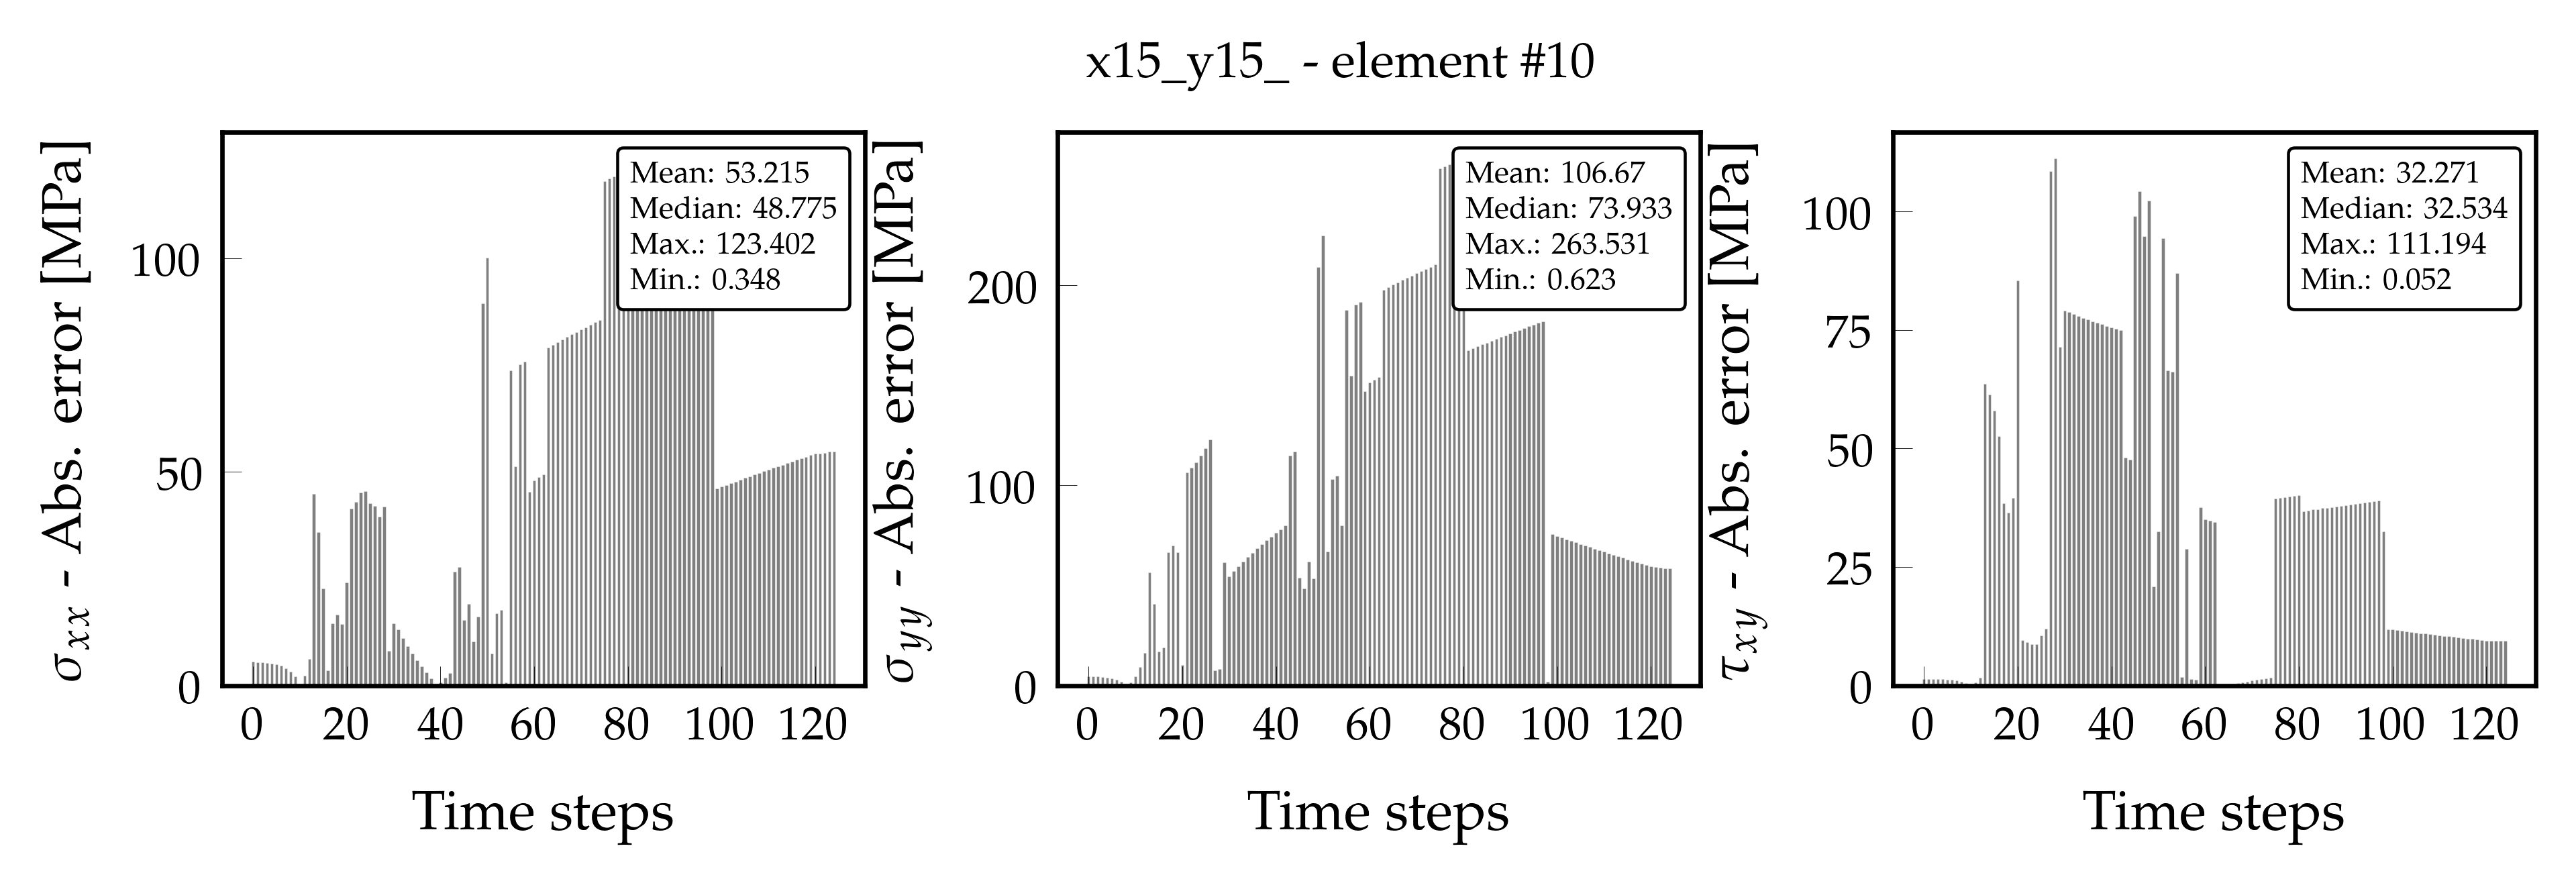 x15_y15_ - element #10
σxx - Abs. error [MPa]
100
50
0
0 20 40 60 80 100 120
Time steps
Mean: 53.215
Median: 48.775
Max.: 123.402
Min.: 0.348
σyy - Abs. error [MPa]
200
100
0
0 20 40 60 80 100 120
Time steps
Mean: 106.67
Median: 73.933
Max.: 263.531
Min.: 0.623
τxy - Abs. error [MPa]
100
75
50
25
0
0 20 40 60 80 100 120
Time steps
Mean: 32.271
Median: 32.534
Max.: 111.194
Min.: 0.052